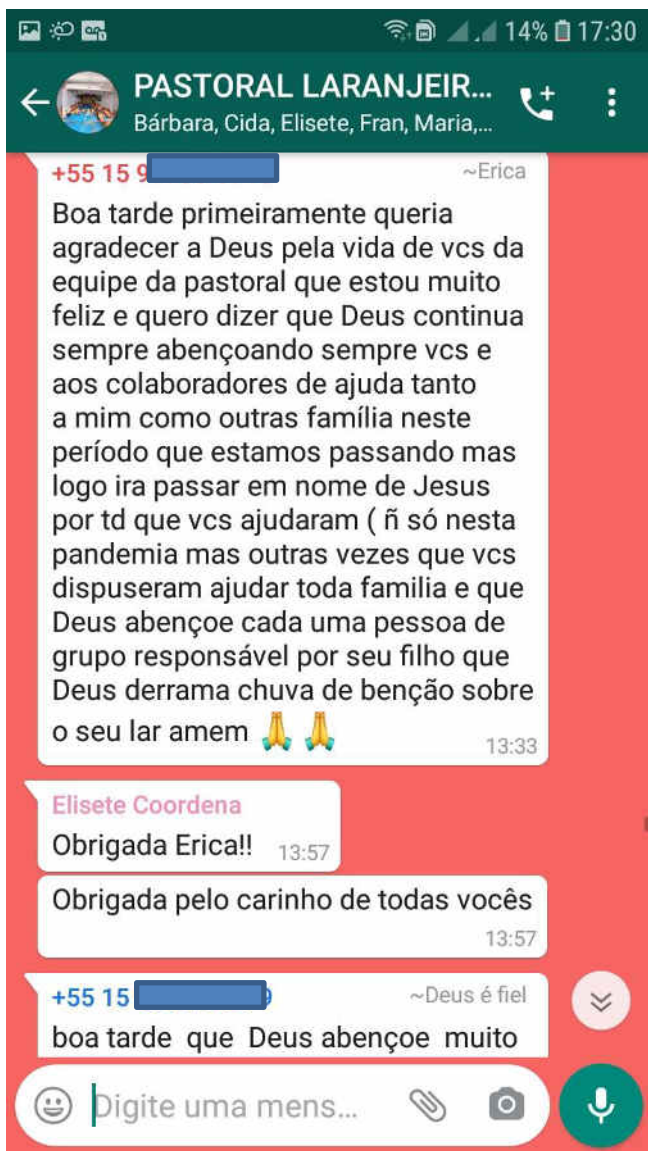 14% 17:30
PASTORAL LARANJEIR...
Bárbara, Cida, Elisete, Fran, Maria,...
+55 15 9 ~Erica
Boa tarde primeiramente queria
agradecer a Deus pela vida de vcs da
equipe da pastoral que estou muito
feliz e quero dizer que Deus continua
sempre abençoando sempre vcs e
aos colaboradores de ajuda tanto
a mim como outras família neste
período que estamos passando mas
logo ira passar em nome de Jesus
por td que vcs ajudaram ( ñ só nesta
pandemia mas outras vezes que vcs
dispuseram ajudar toda familia e que
Deus abençoe cada uma pessoa de
grupo responsável por seu filho que
Deus derrama chuva de benção sobre
o seu lar amem 🙏 🙏
13:33
Elisete Coordena
Obrigada Erica!! 13:57
Obrigada pelo carinho de todas vocês
13:57
+55 15 ~Deus é fiel
boa tarde que Deus abençoe muito
Digite uma mens...